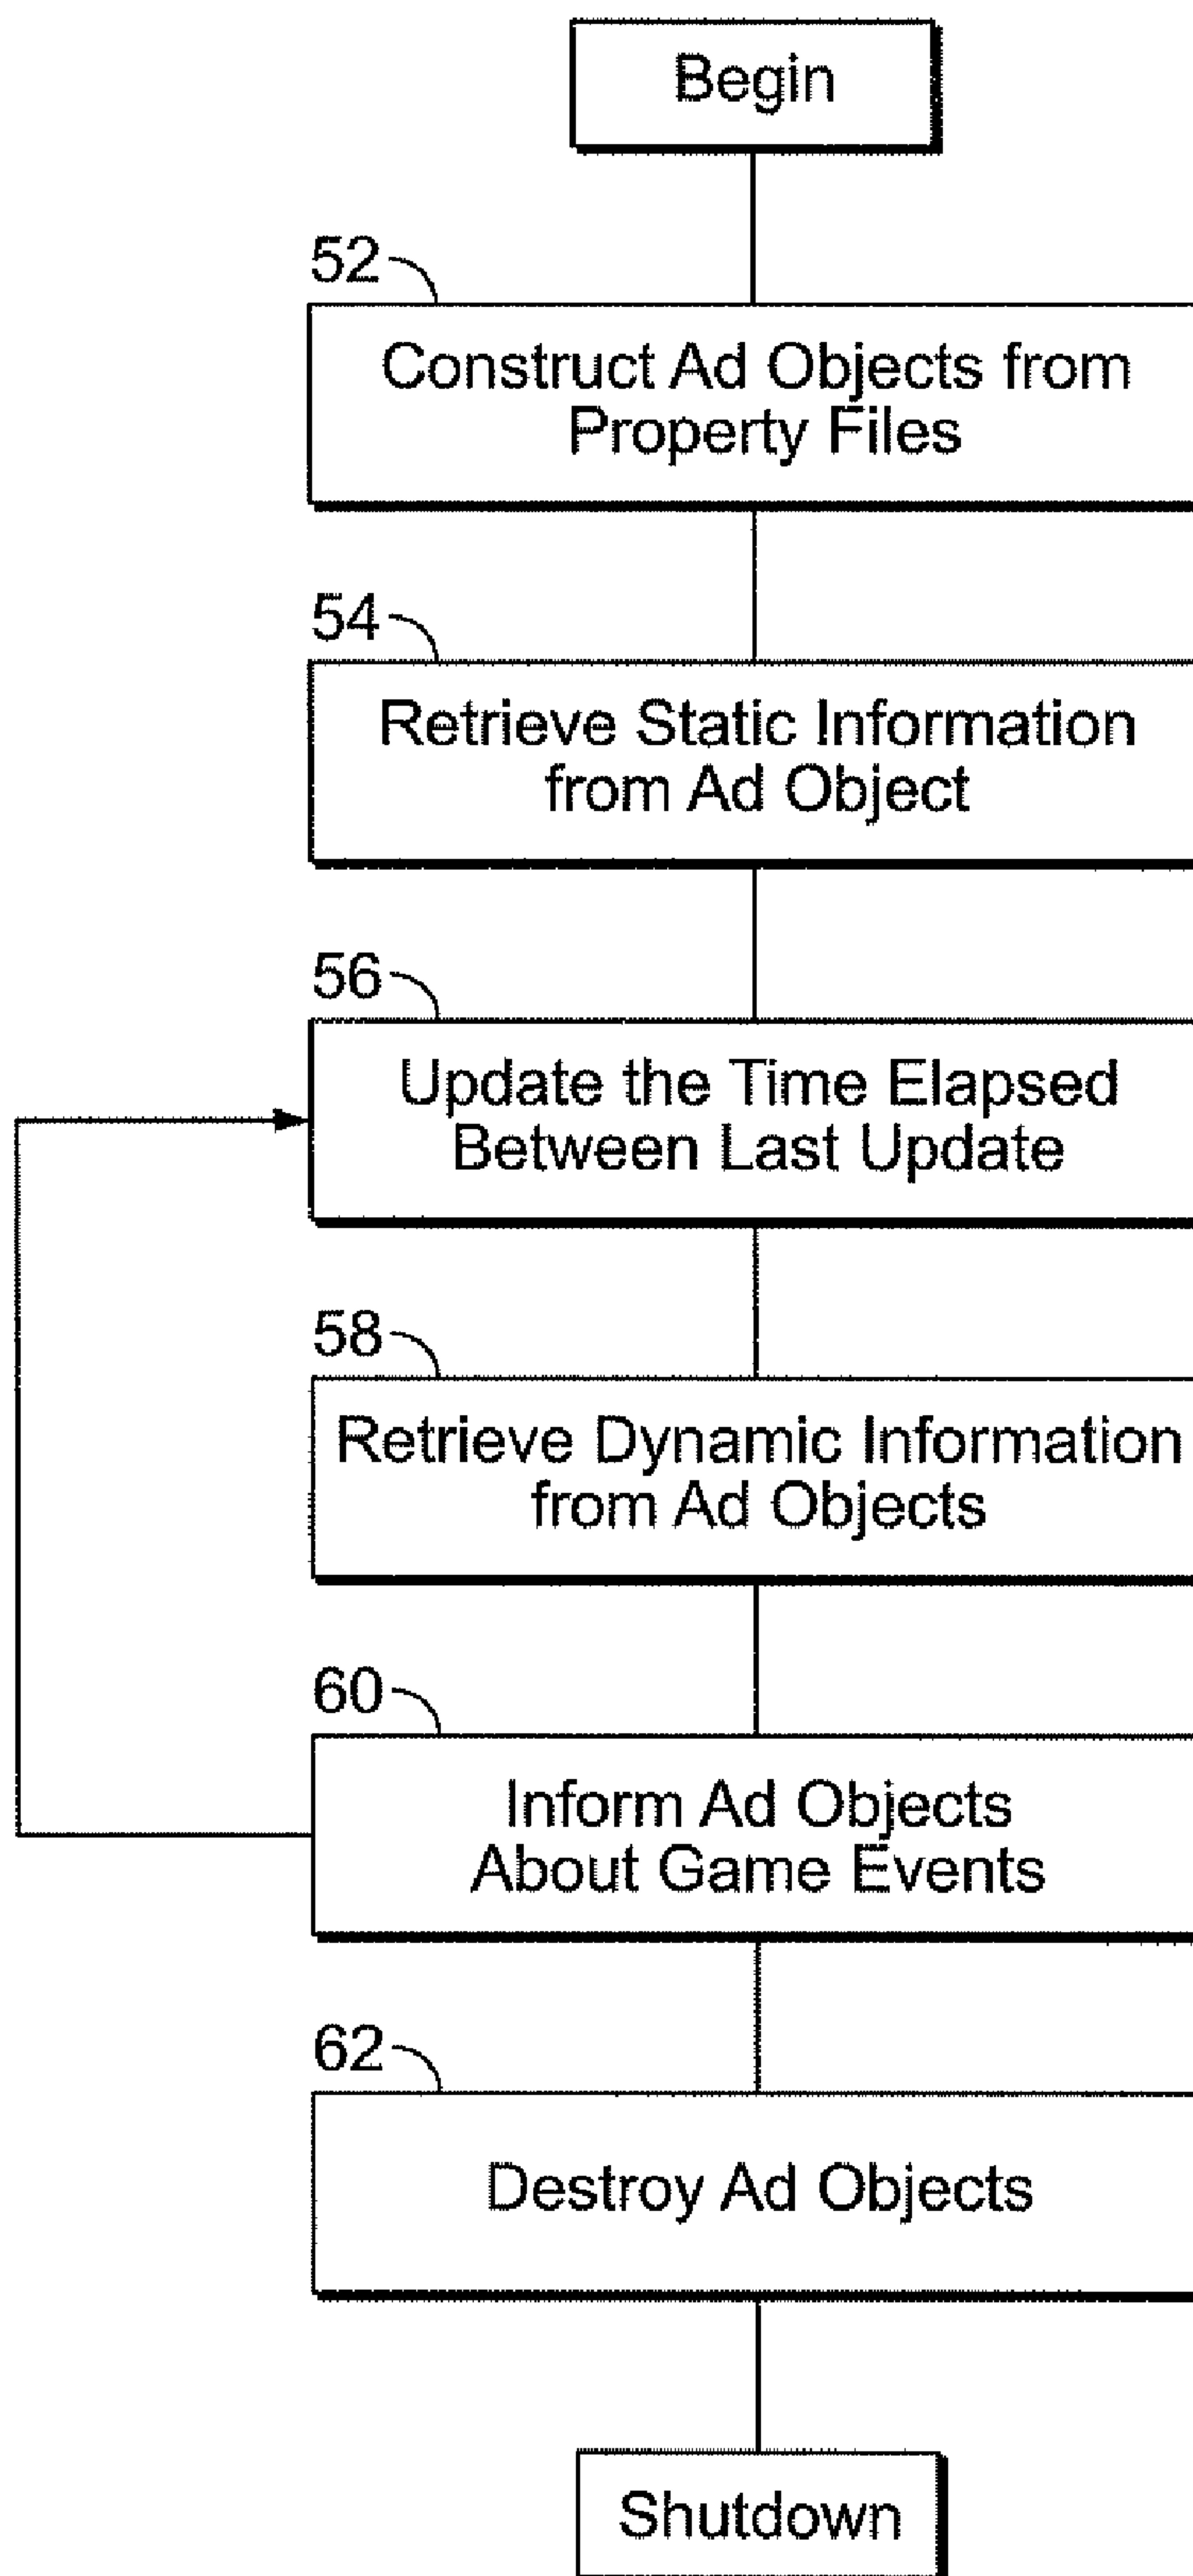 Begin
52
Construct Ad Objects from
Property Files
54
Retrieve Static Information
from Ad Object
56
Update the Time Elapsed
Between Last Update
58
Retrieve Dynamic Information
from Ad Objects
60
Inform Ad Objects
About Game Events
62
Destroy Ad Objects
Shutdown